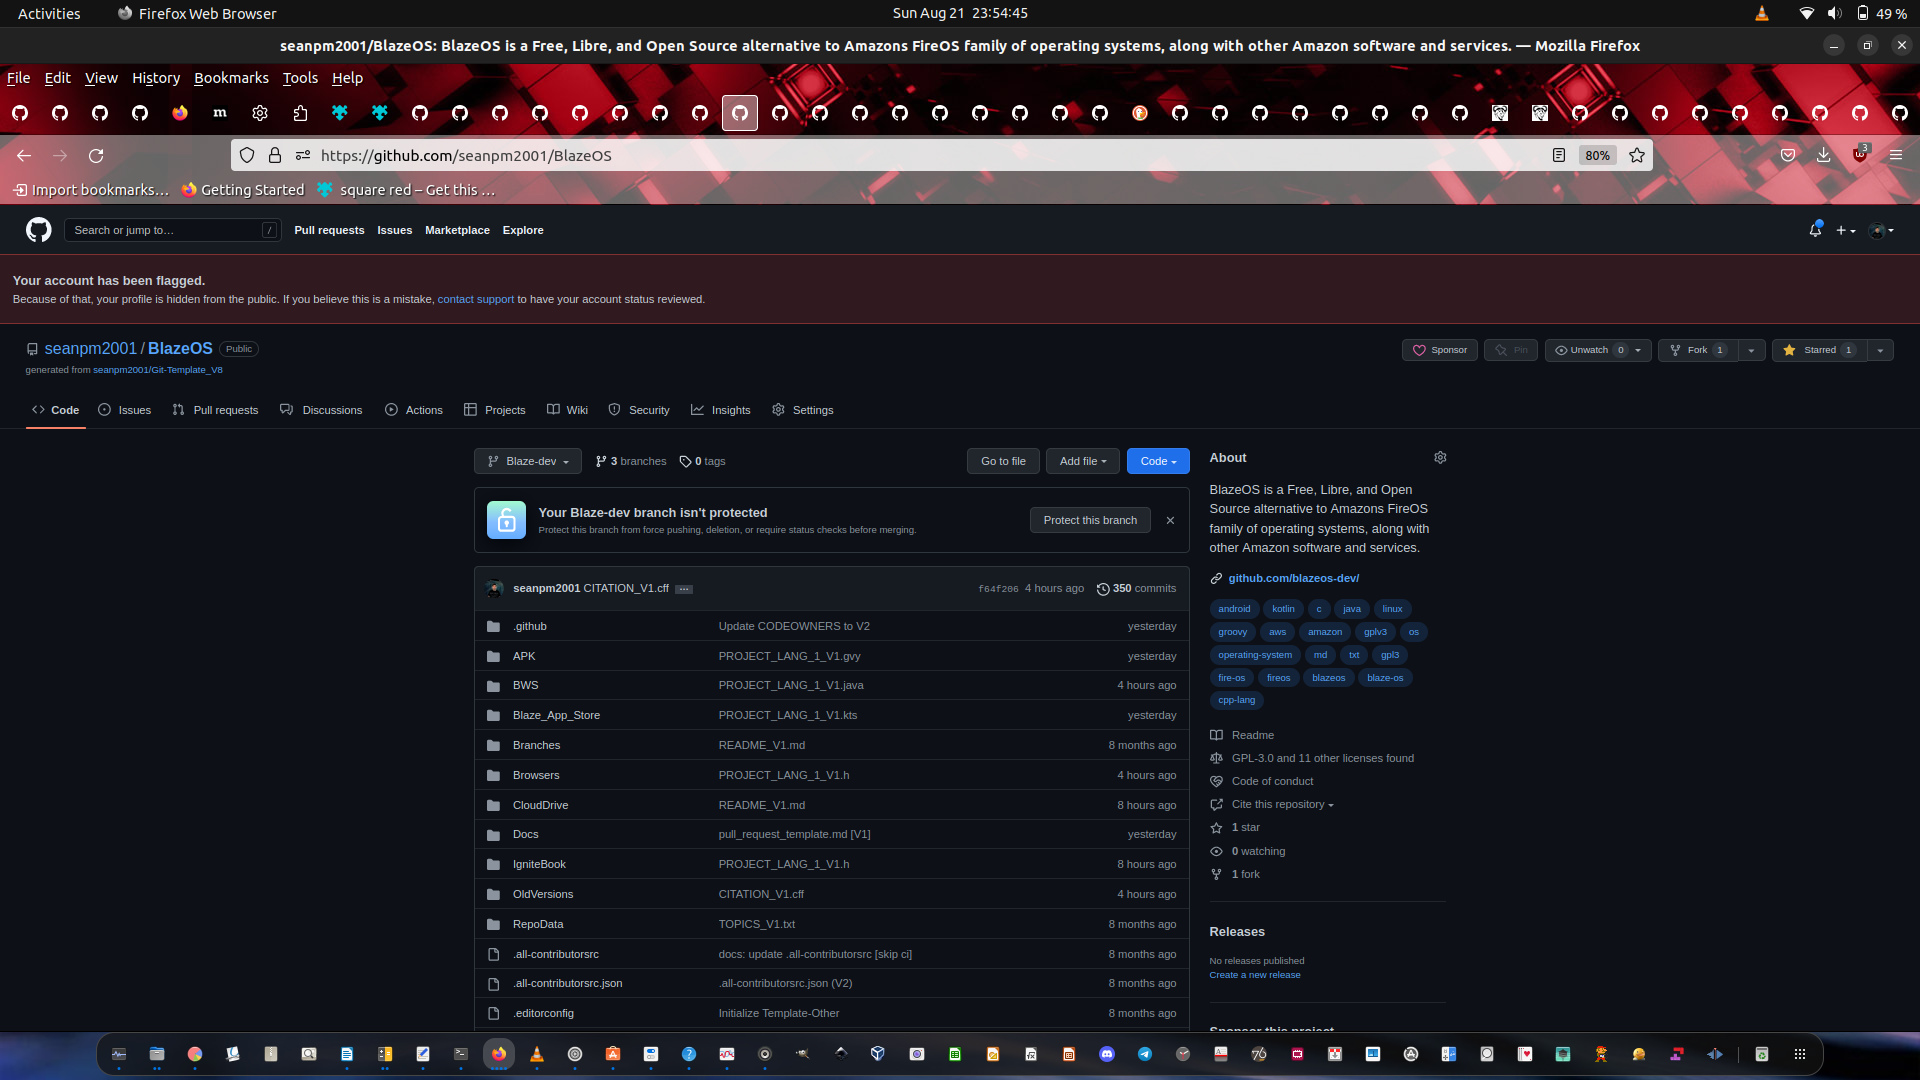 Activities Firefox Web Browser Sun Aug 21 23:54:45 49 %
seanpm2001/BlazeOS: BlazeOS is a Free, Libre, and Open Source alternative to Amazons FireOS family of operating systems, along with other Amazon software and services. — Mozilla Firefox
File Edit View History Bookmarks Tools Help
m
https://github.com/seanpm2001/BlazeOS 80% 3
Import bookmarks… Getting Started square red – Get this …
Search or jump to… / Pull requests Issues Marketplace Explore
Your account has been flagged.
Because of that, your profile is hidden from the public. If you believe this is a mistake, contact support to have your account status reviewed.
seanpm2001 / BlazeOS Public Sponsor Pin Unwatch 0 Fork 1 Starred 1
generated from seanpm2001/Git-Template_V8
Code Issues Pull requests Discussions Actions Projects Wiki Security Insights Settings
Blaze-dev 3 branches 0 tags Go to file Add file Code
Your Blaze-dev branch isn't protected
Protect this branch from force pushing, deletion, or require status checks before merging.
Protect this branch
seanpm2001 CITATION_V1.cff … f64f206 4 hours ago 350 commits
.github Update CODEOWNERS to V2 yesterday
APK PROJECT_LANG_1_V1.gvy yesterday
BWS PROJECT_LANG_1_V1.java 4 hours ago
Blaze_App_Store PROJECT_LANG_1_V1.kts yesterday
Branches README_V1.md 8 months ago
Browsers PROJECT_LANG_1_V1.h 4 hours ago
CloudDrive README_V1.md 8 hours ago
Docs pull_request_template.md [V1] yesterday
IgniteBook PROJECT_LANG_1_V1.h 8 hours ago
OldVersions CITATION_V1.cff 4 hours ago
RepoData TOPICS_V1.txt 8 months ago
.all-contributorsrc docs: update .all-contributorsrc [skip ci] 8 months ago
.all-contributorsrc.json .all-contributorsrc.json (V2) 8 months ago
.editorconfig Initialize Template-Other 8 months ago
About
BlazeOS is a Free, Libre, and Open
Source alternative to Amazons FireOS
family of operating systems, along with
other Amazon software and services.
github.com/blazeos-dev/
android kotlin c java linux
groovy aws amazon gplv3 os
operating-system md txt gpl3
fire-os fireos blazeos blaze-os
cpp-lang
Readme
GPL-3.0 and 11 other licenses found
Code of conduct
Cite this repository
1 star
0 watching
1 fork
Releases
No releases published
Create a new release
Sponsor this project